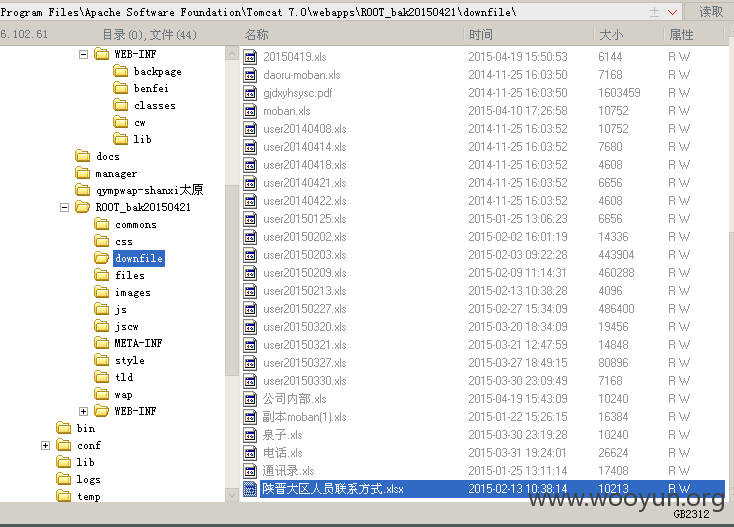 Program Files\Apache Software Foundation\Tomcat 7.0\webapps\ROOT_bak20150421\downfile\ 读取
6.102.61 目录(0),文件(44) 名称 时间 大小 属性
WEB-INF
backpage
benfei
classes
cw
lib
docs
manager
qympwap-shanxi太原
ROOT_bak20150421
commons
css
downfile
files
images
js
jscw
META-INF
style
tld
wap
WEB-INF
bin
conf
lib
logs
temp
20150419.xls 2015-04-19 15:50:53 6144 R W
daoru-moban.xls 2014-11-25 16:03:50 7168 R W
gjdxyhsysc.pdf 2014-11-25 16:03:50 1603459 R W
moban.xls 2015-04-10 17:26:58 10752 R W
user20140408.xls 2014-11-25 16:03:52 10752 R W
user20140414.xls 2014-11-25 16:03:52 7680 R W
user20140418.xls 2014-11-25 16:03:52 4608 R W
user20140421.xls 2014-11-25 16:03:52 6656 R W
user20140422.xls 2014-11-25 16:03:52 4608 R W
user20150125.xls 2015-01-25 13:06:23 6656 R W
user20150202.xls 2015-02-02 16:01:19 14336 R W
user20150203.xls 2015-02-03 09:22:28 443904 R W
user20150209.xls 2015-02-09 11:14:31 460288 R W
user20150213.xls 2015-02-13 10:38:28 4096 R W
user20150227.xls 2015-02-27 15:34:09 486400 R W
user20150320.xls 2015-03-20 18:34:09 19456 R W
user20150321.xls 2015-03-21 12:47:59 14848 R W
user20150327.xls 2015-03-27 18:49:15 80896 R W
user20150330.xls 2015-03-30 23:09:49 7168 R W
公司内部.xls 2015-04-19 15:43:09 10240 R W
副本moban(1).xls 2015-01-22 15:26:15 16384 R W
泉子.xls 2015-03-30 23:19:28 10240 R W
电话.xls 2015-03-31 19:24:01 26624 R W
通讯录.xls 2015-01-25 13:11:14 17408 R W
陕晋大区人员联系方式.xlsx 2015-02-13 10:38:14 10213 R W
www.wooyun.org
GB2312